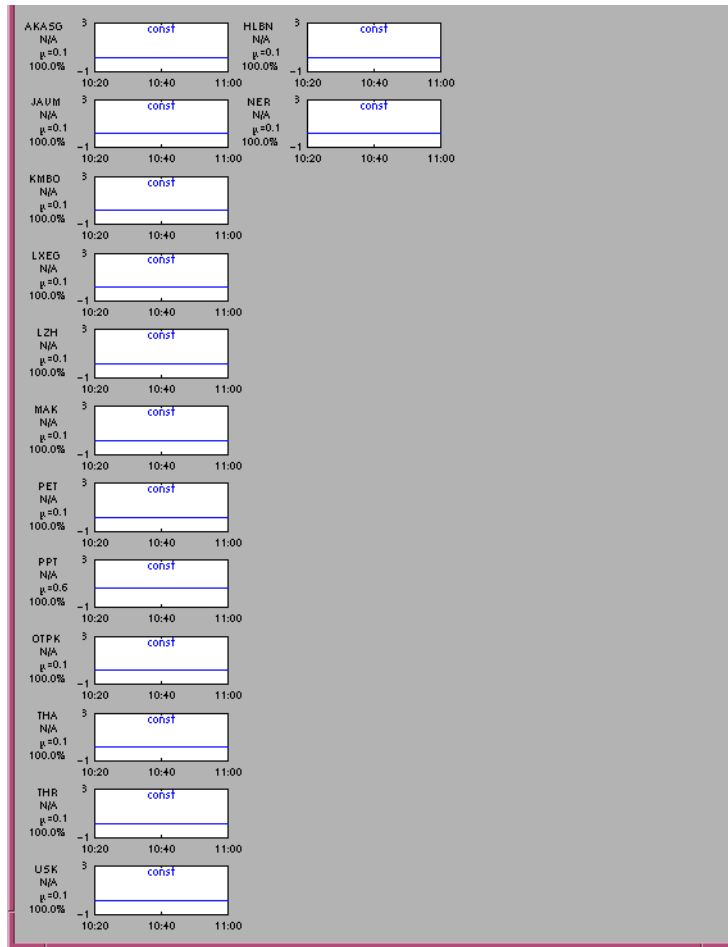 AKASG
N/A
μ=0.1
100.0%
3
const
-1
10:20 10:40 11:00
HLBN
N/A
μ=0.1
100.0%
3
const
-1
10:20 10:40 11:00
JAVM
N/A
μ=0.1
100.0%
3
const
-1
10:20 10:40 11:00
NER
N/A
μ=0.1
100.0%
3
const
-1
10:20 10:40 11:00
KMBO
N/A
μ=0.1
100.0%
3
const
-1
10:20 10:40 11:00
LXEG
N/A
μ=0.1
100.0%
3
const
-1
10:20 10:40 11:00
LZH
N/A
μ=0.1
100.0%
3
const
-1
10:20 10:40 11:00
MAK
N/A
μ=0.1
100.0%
3
const
-1
10:20 10:40 11:00
PET
N/A
μ=0.1
100.0%
3
const
-1
10:20 10:40 11:00
PPT
N/A
μ=0.6
100.0%
3
const
-1
10:20 10:40 11:00
OTPK
N/A
μ=0.1
100.0%
3
const
-1
10:20 10:40 11:00
THA
N/A
μ=0.1
100.0%
3
const
-1
10:20 10:40 11:00
THR
N/A
μ=0.1
100.0%
3
const
-1
10:20 10:40 11:00
USK
N/A
μ=0.1
100.0%
3
const
-1
10:20 10:40 11:00